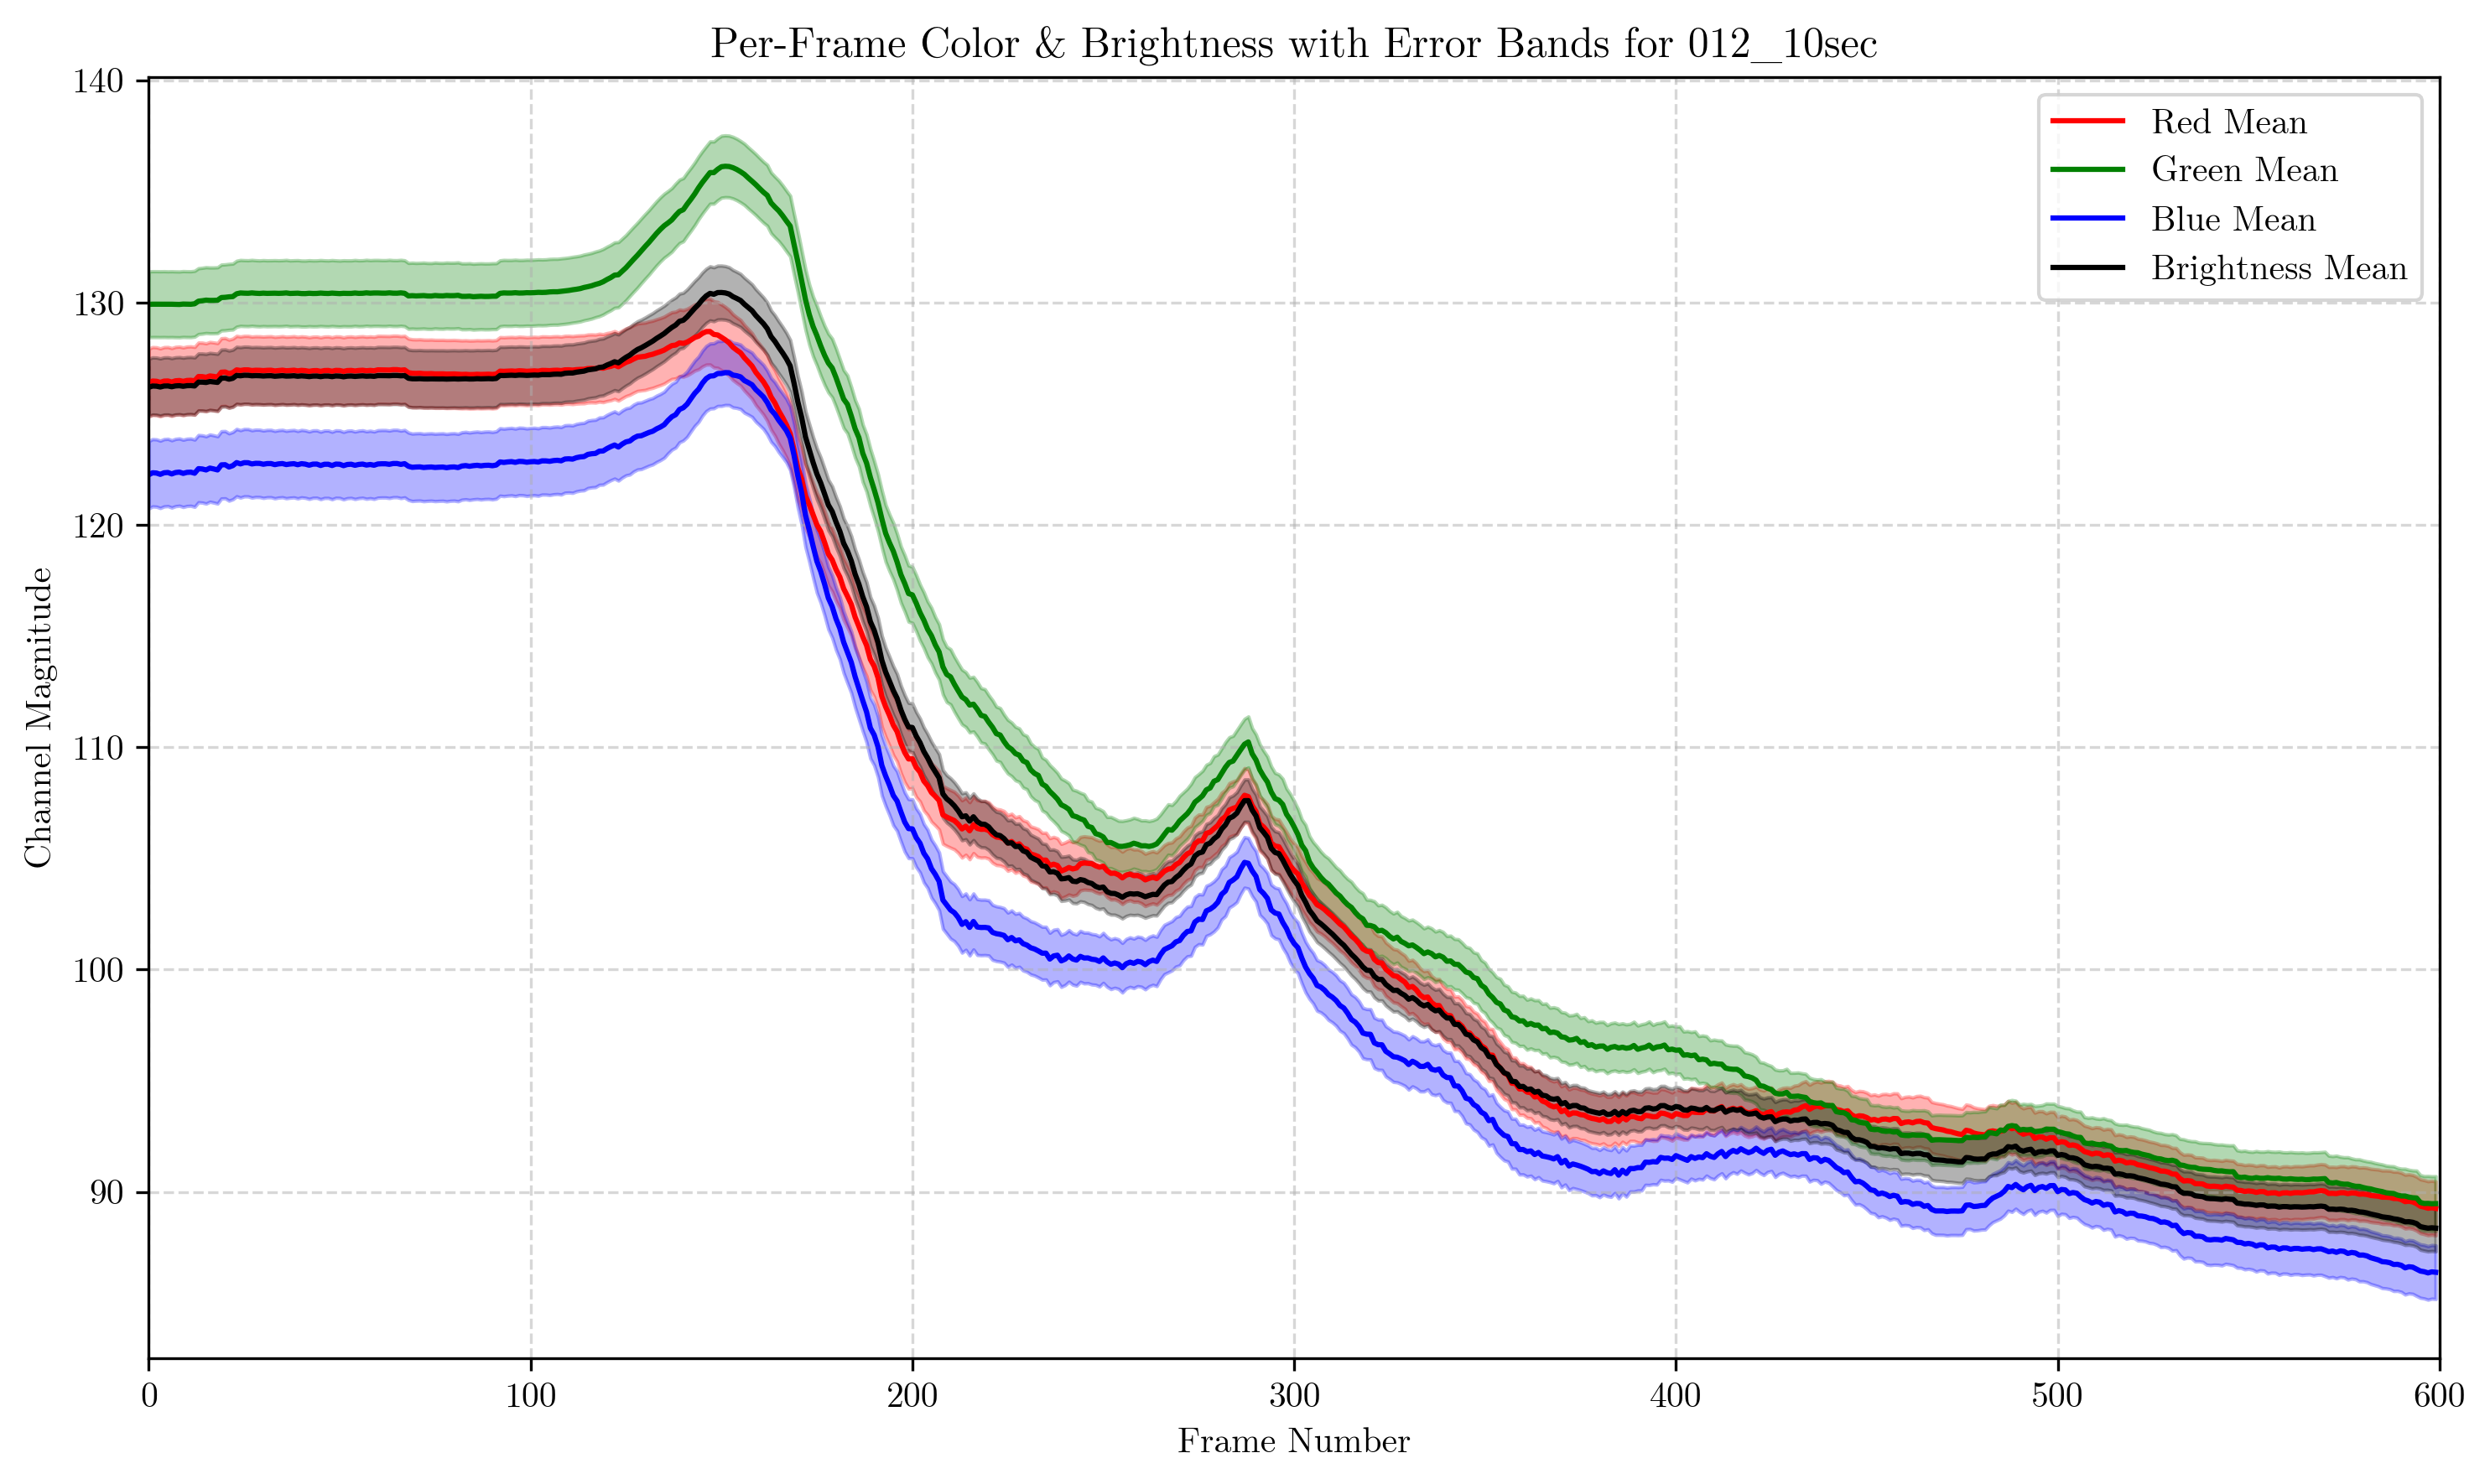 Per-Frame Color & Brightness with Error Bands for 012_10sec
140
130
120
110
100
90
Channel Magnitude
Red Mean
Green Mean
Blue Mean
Brightness Mean
0 100 200 300 400 500 600
Frame Number